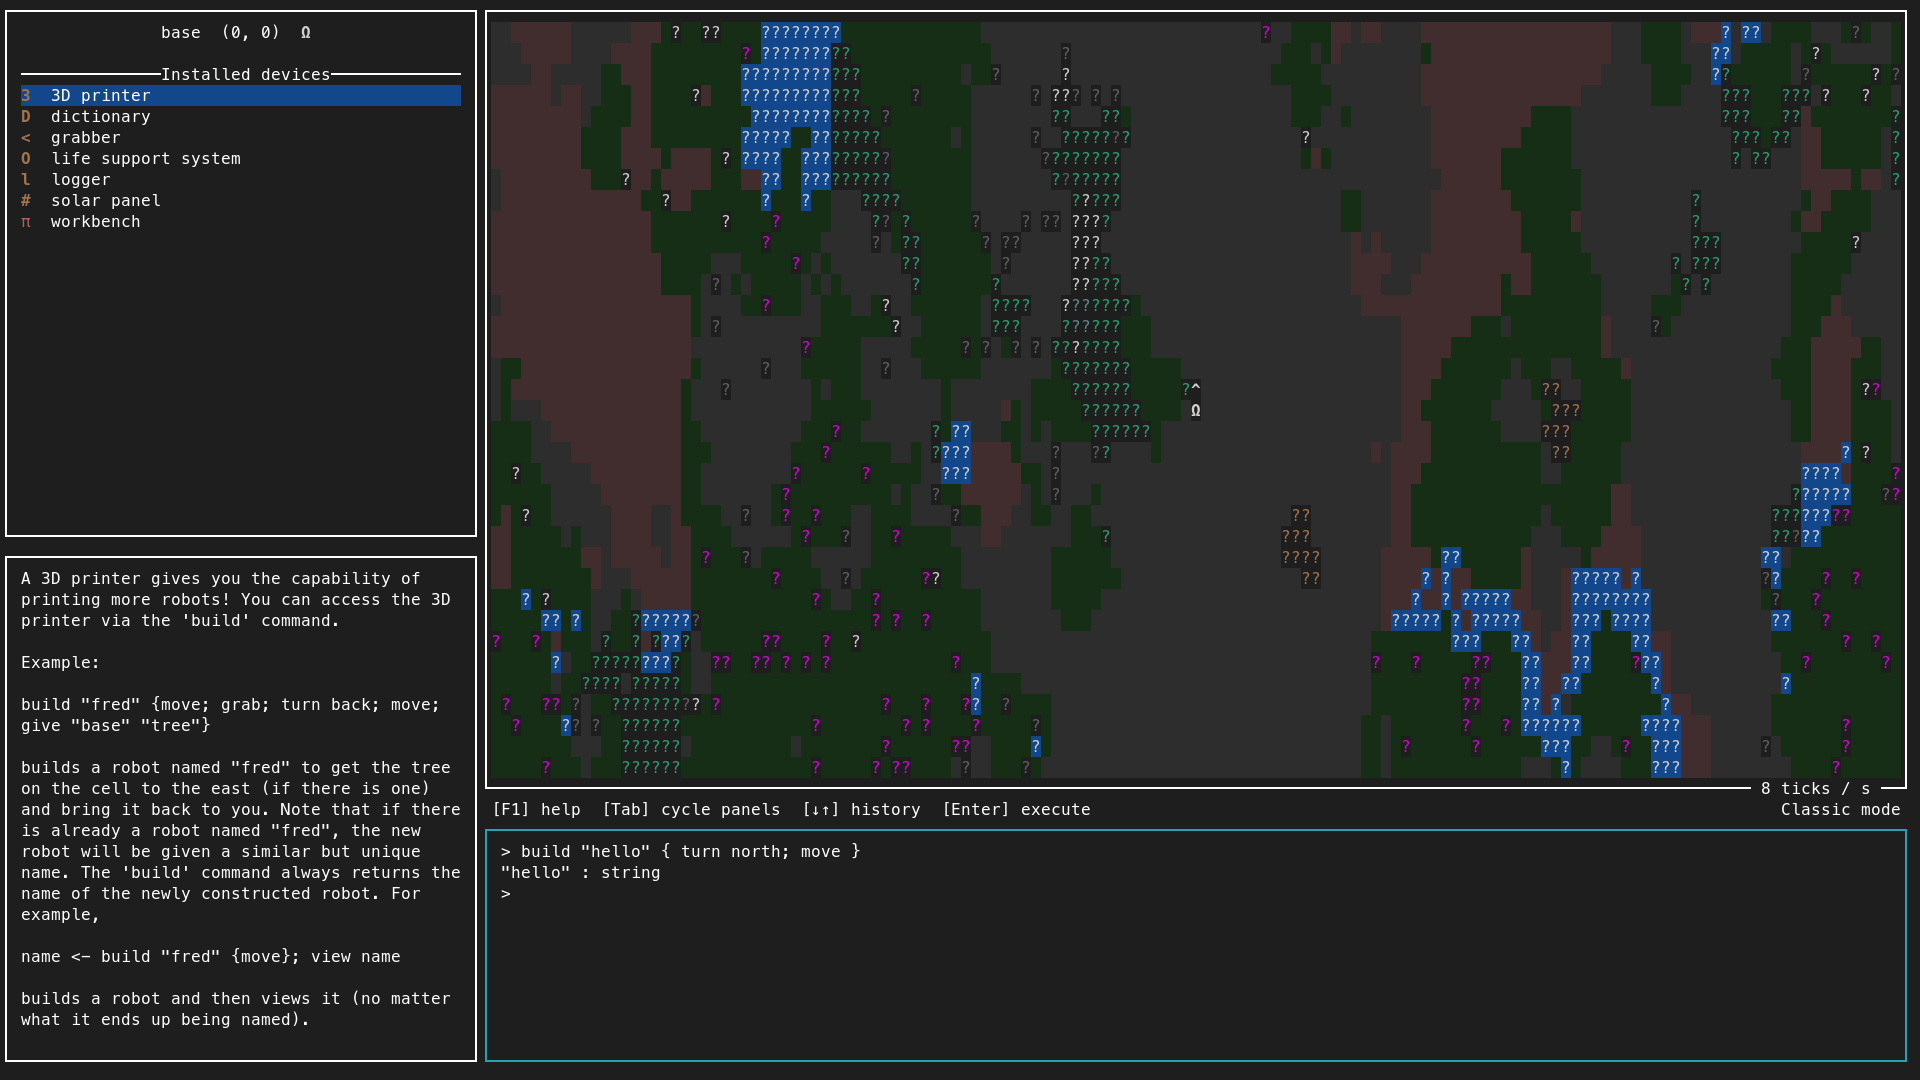 base (0, 0) Ω
Installed devices
3 3D printer
D dictionary
< grabber
O life support system
l logger
# solar panel
π workbench
A 3D printer gives you the capability of
printing more robots! You can access the 3D
printer via the 'build' command.
Example:
build "fred" {move; grab; turn back; move;
give "base" "tree"}
builds a robot named "fred" to get the tree
on the cell to the east (if there is one)
and bring it back to you. Note that if there
is already a robot named "fred", the new
robot will be given a similar but unique
name. The 'build' command always returns the
name of the newly constructed robot. For
example,
name <- build "fred" {move}; view name
builds a robot and then views it (no matter
what it ends up being named).
^
Ω
8 ticks / s
[F1] help [Tab] cycle panels [↓↑] history [Enter] execute
Classic mode
> build "hello" { turn north; move }
"hello" : string
>